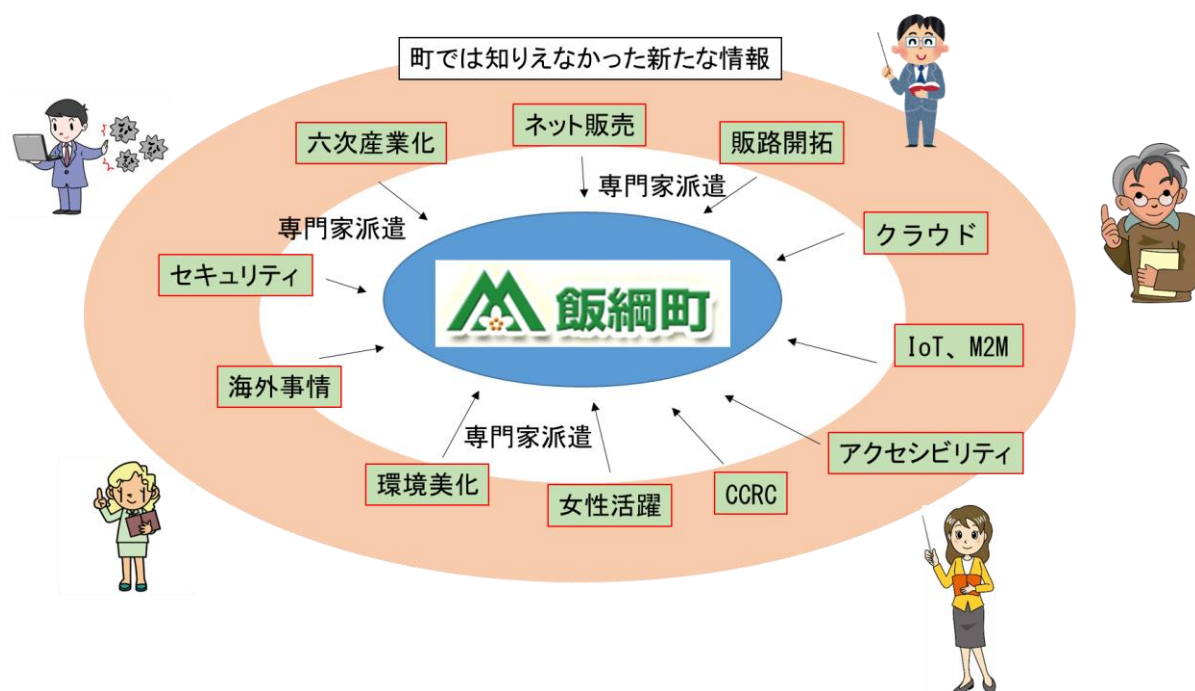 町では知りえなかった新たな情報
ネット販売
六次産業化
販路開拓
専門家派遣
専門家派遣
クラウド
セキュリティ
飯綱町
IoT、M2M
海外事情
専門家派遣
アクセシビリティ
環境美化
女性活躍
CCRC